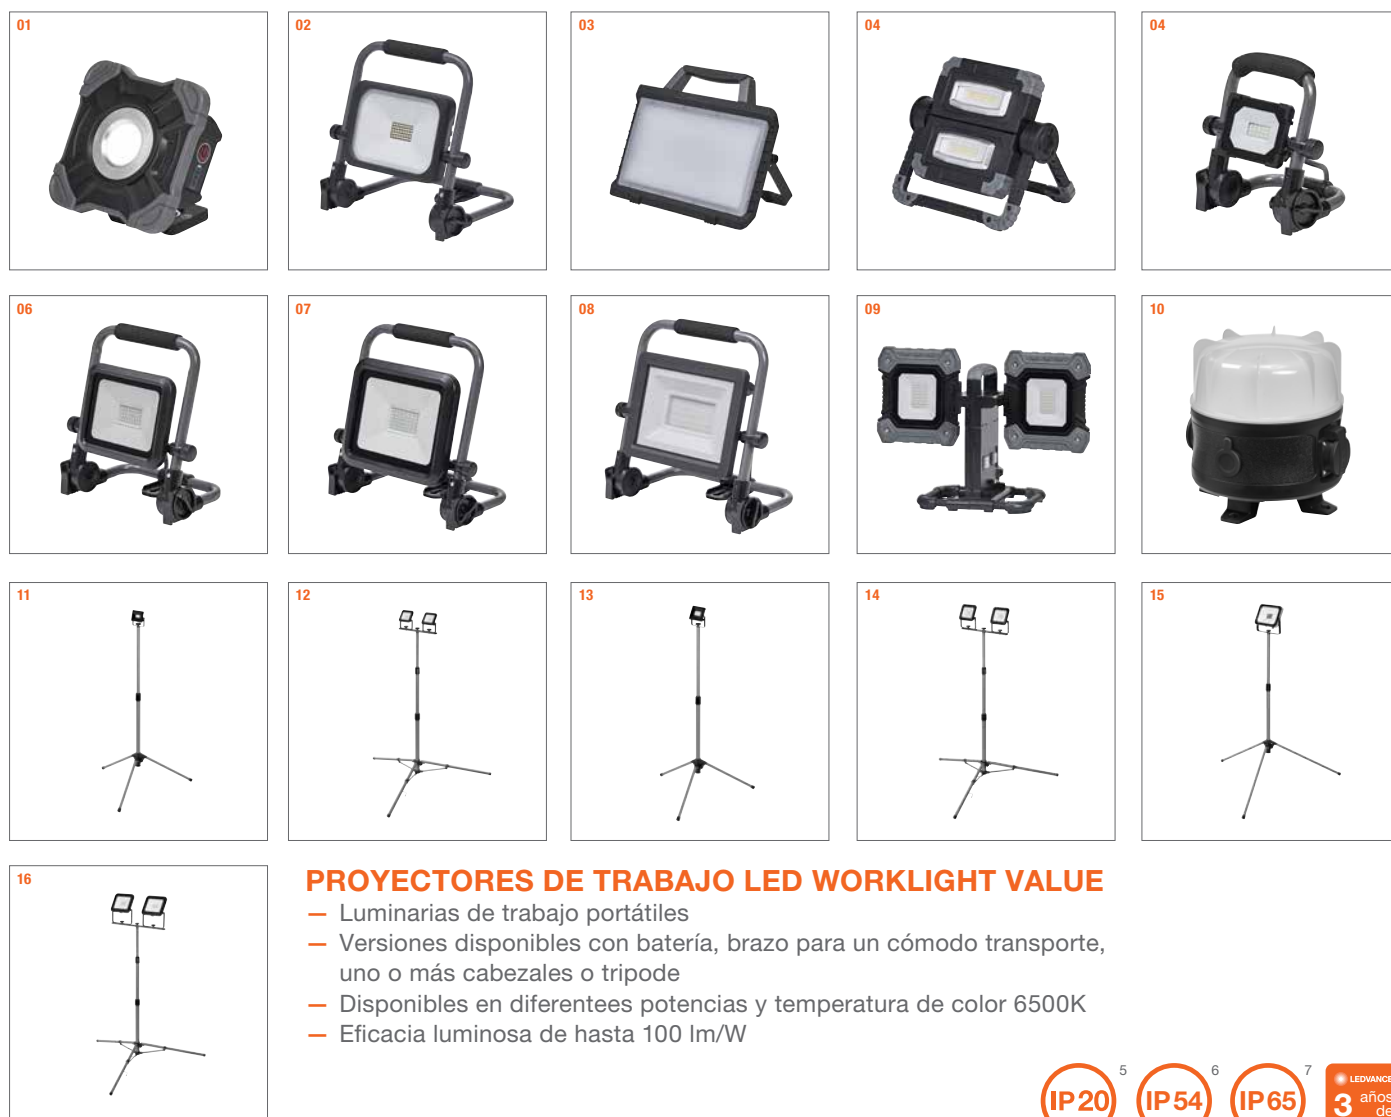 01
02
03
04
04
06
07
08
09
10
11
12
13
14
15
16
PROYECTORES DE TRABAJO LED WORKLIGHT VALUE
— Luminarias de trabajo portátiles
— Versiones disponibles con batería, brazo para un cómodo transporte,
uno o más cabezales o tripode
— Disponibles en diferentees potencias y temperatura de color 6500K
— Eficacia luminosa de hasta 100 lm/W
IP20 5
IP54 6
IP65 7
LEDVANCE
3 años
de